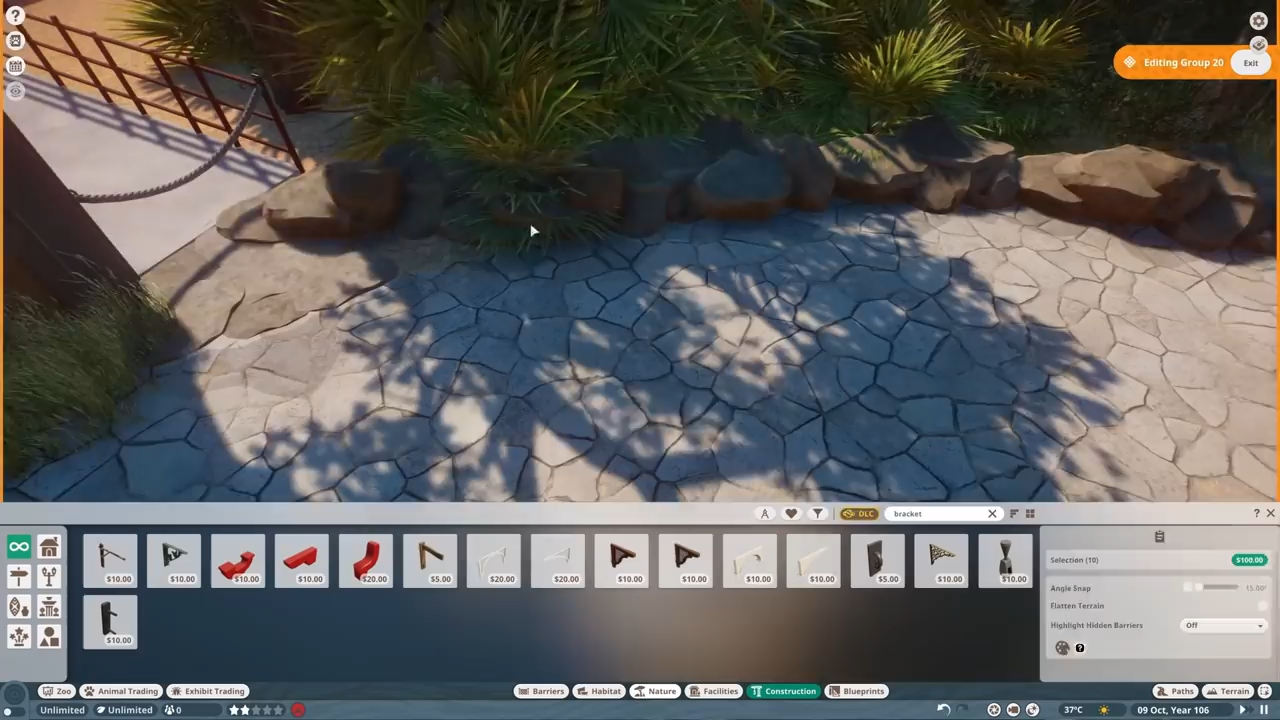 ?
Editing Group 20
Exit
DLC
bracket
?
$10.00
$10.00
$10.00
$10.00
$20.00
$5.00
$20.00
$20.00
$10.00
$10.00
$10.00
$10.00
$5.00
$10.00
$10.00
$10.00
Selection (10)
$100.00
Angle Snap
15.00°
Flatten Terrain
Highlight Hidden Barriers
Off
?
Zoo
Animal Trading
Exhibit Trading
Barriers
Habitat
Nature
Facilities
Construction
Blueprints
Paths
Terrain
Unlimited
Unlimited
0
37°C
09 Oct, Year 106